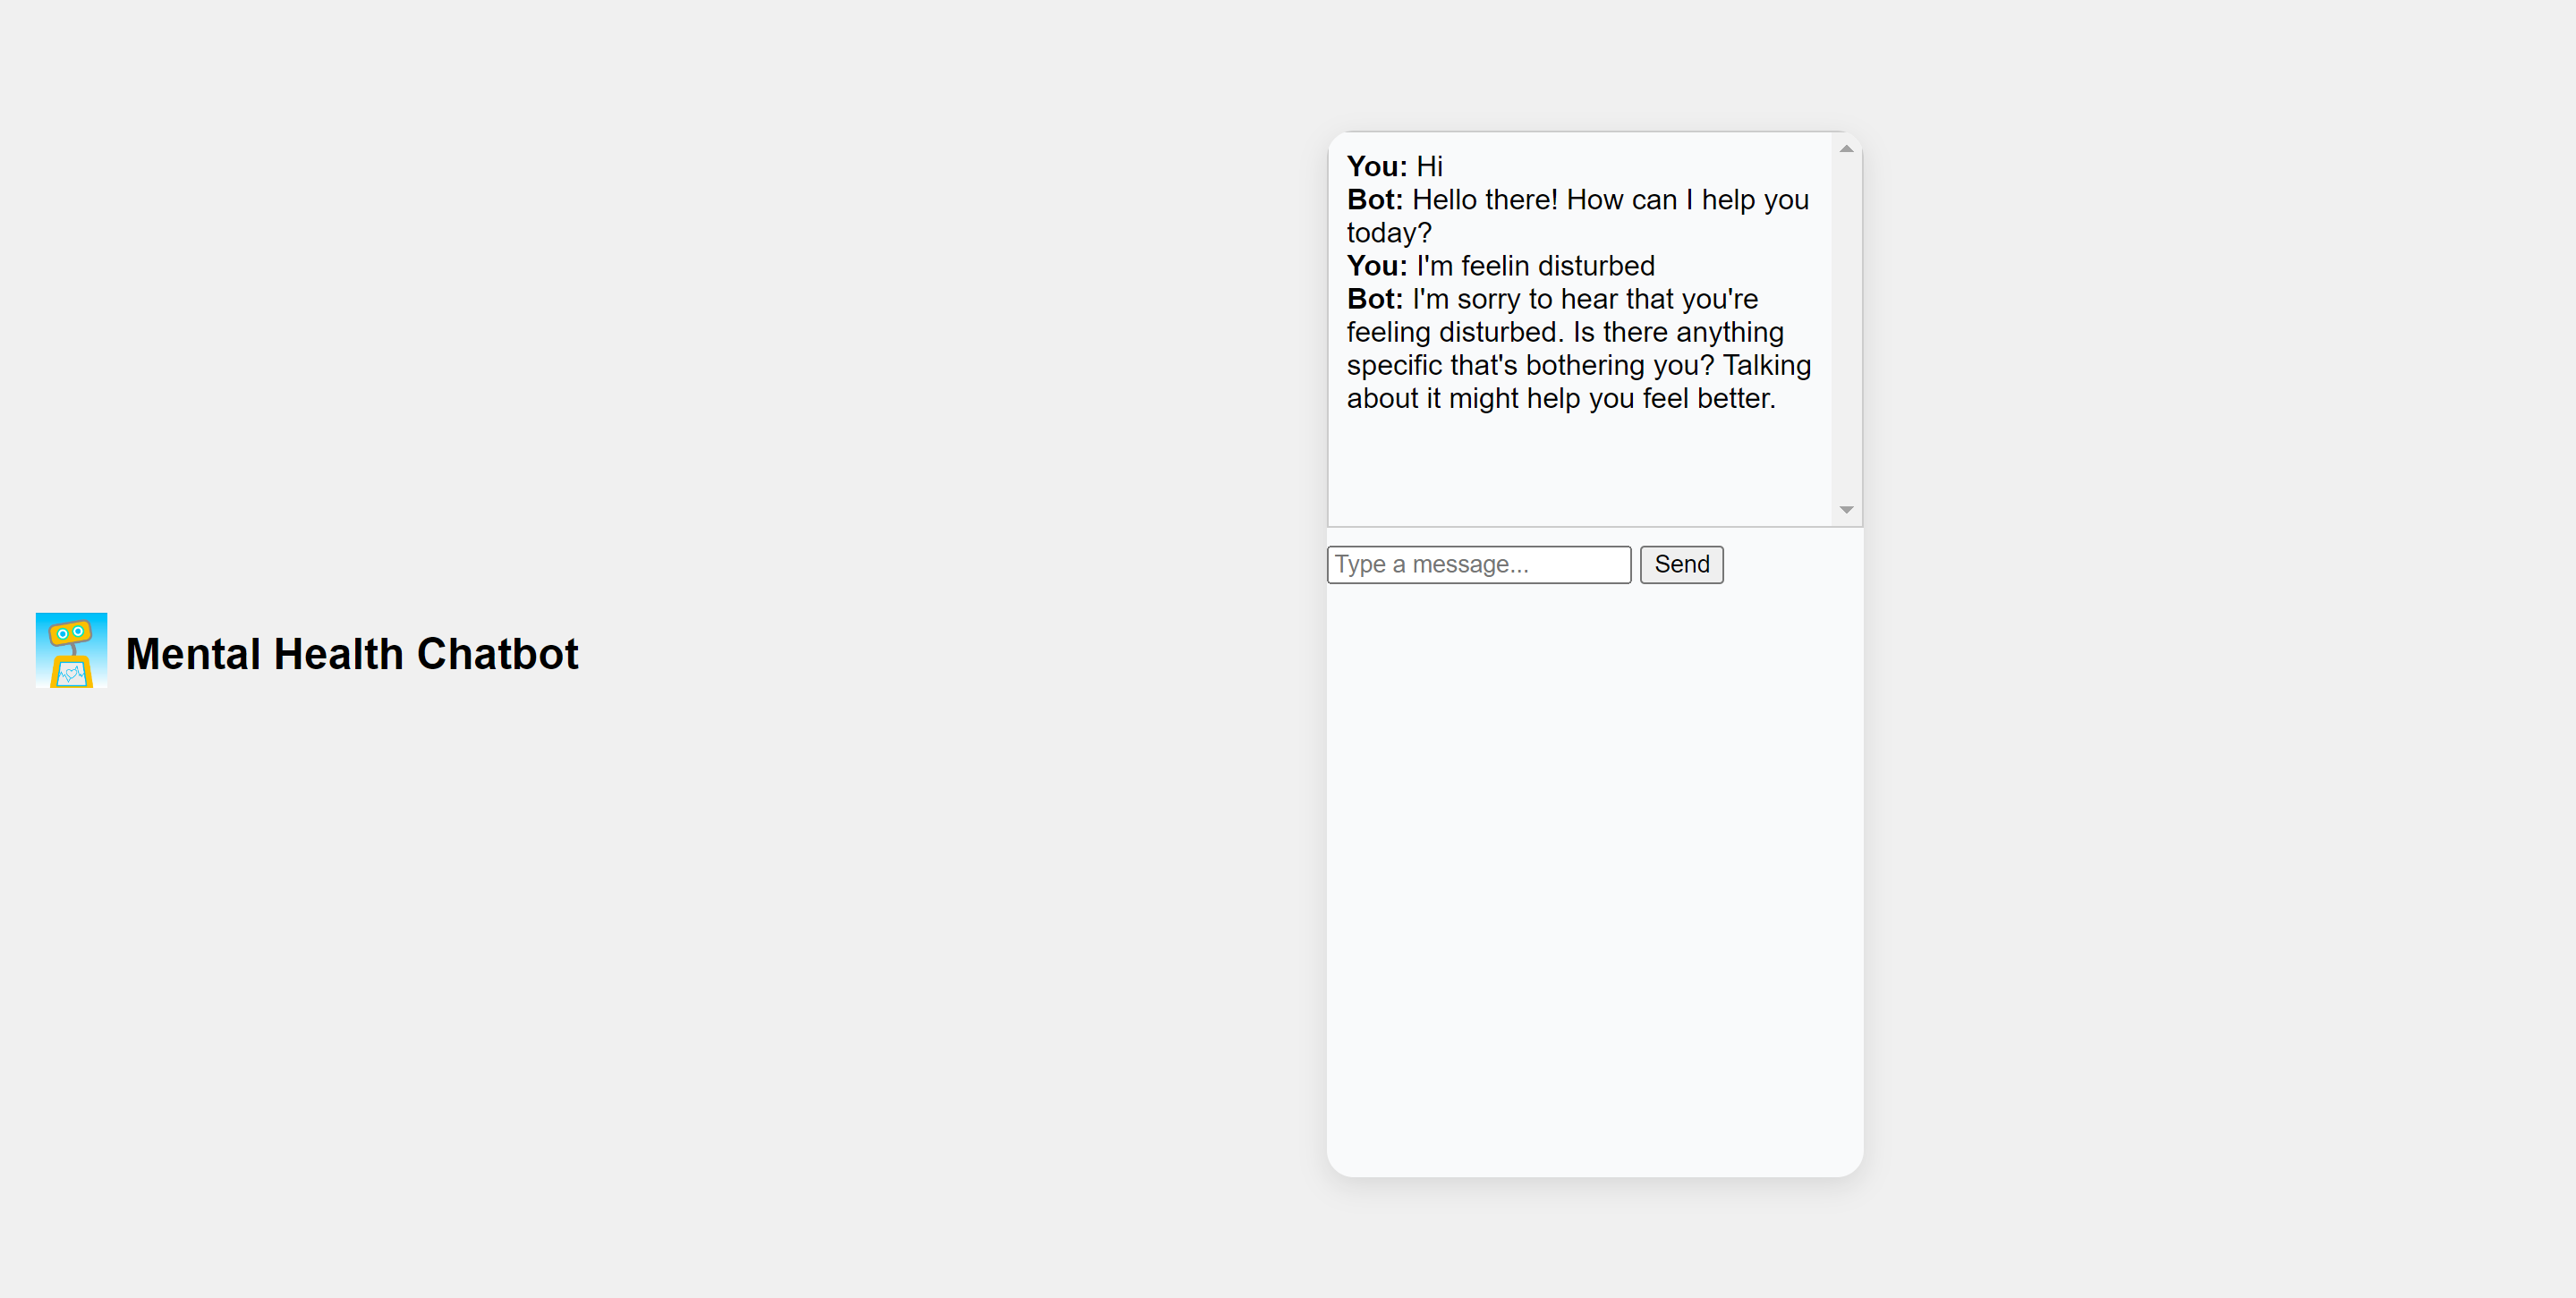 You: Hi
Bot: Hello there! How can I help you
today?
You: I'm feelin disturbed
Bot: I'm sorry to hear that you're
feeling disturbed. Is there anything
specific that's bothering you? Talking
about it might help you feel better.
Type a message... Send
Mental Health Chatbot